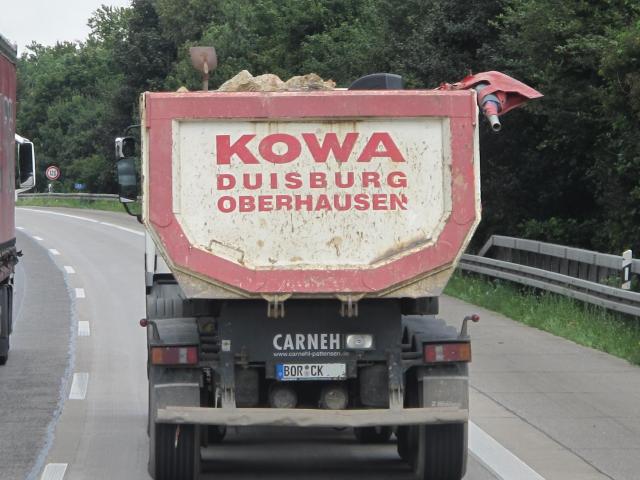 KOWA
DUISBURG
OBERHAUSEN
CARNEHL
www.carnehl-pattensen.de
BOR CK